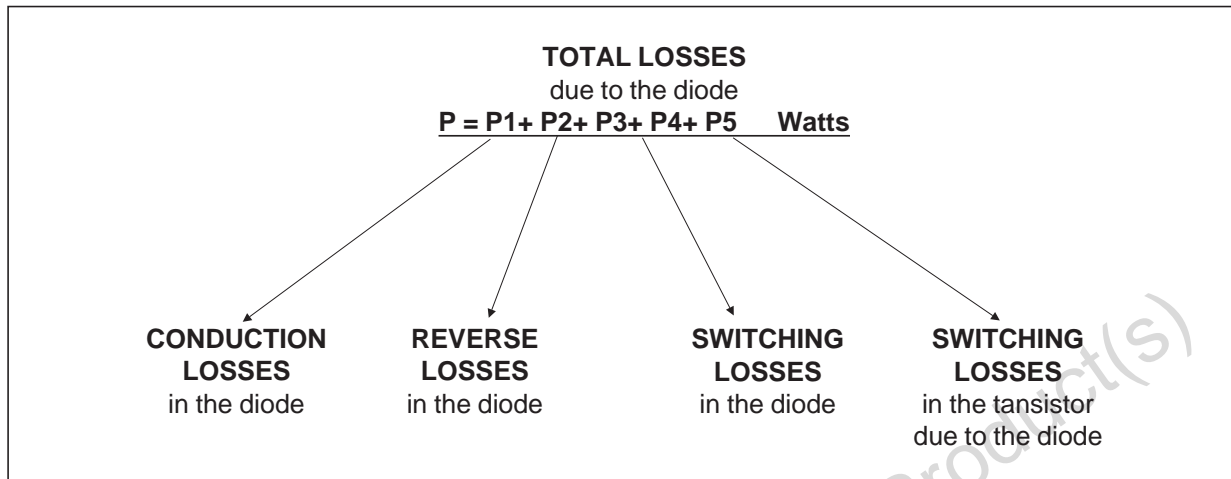 TOTAL LOSSES
due to the diode
P = P1+ P2+ P3+ P4+ P5 Watts
CONDUCTION
LOSSES
in the diode
REVERSE
LOSSES
in the diode
SWITCHING
LOSSES
in the diode
SWITCHING
LOSSES
in the tansistor
due to the diode
Product(s)